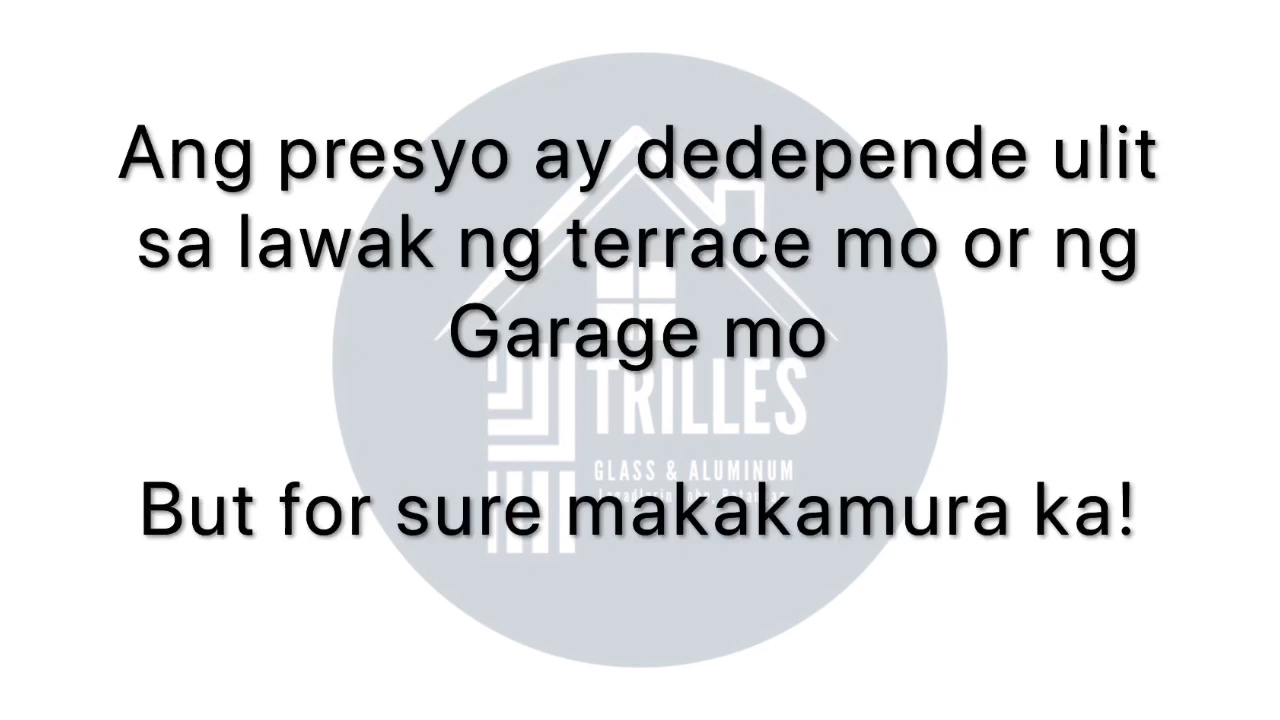 Ang presyo ay dedepende ulit
sa lawak ng terrace mo or ng
Garage mo
TRILLES
GLASS & ALUMINUM
But for sure makakamura ka!